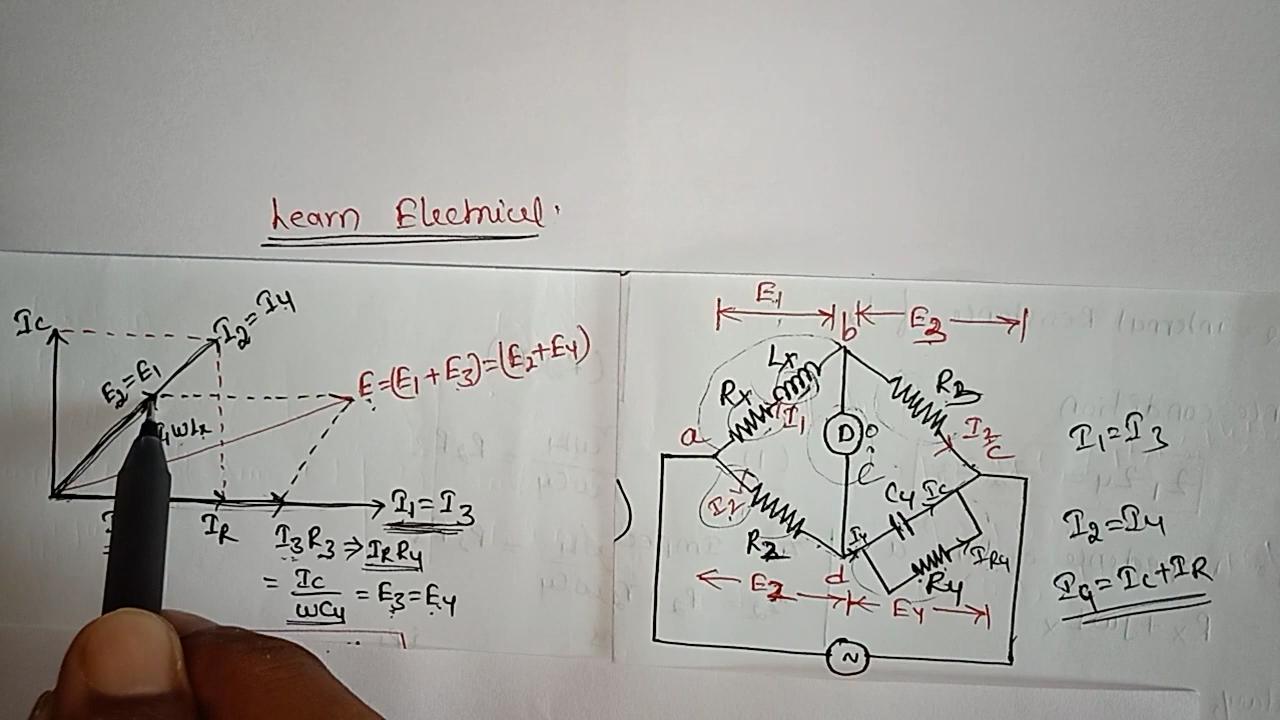 Learn Electrical.
Ic
I2=I4
E2=E1
E=(E1+E3)=(E2+E4)
ωLx
IR
I1=I3
I3R3⇒IRR4
= Ic/ωC4 = E3=E4
E1
E3
b
Lx
Rx
R3
I1
D
a
c
I2
C4
Ic
R2
I4
IR4
R4
d
E2
E4
~
I1=I3
I2=I4
I4=Ic+IR